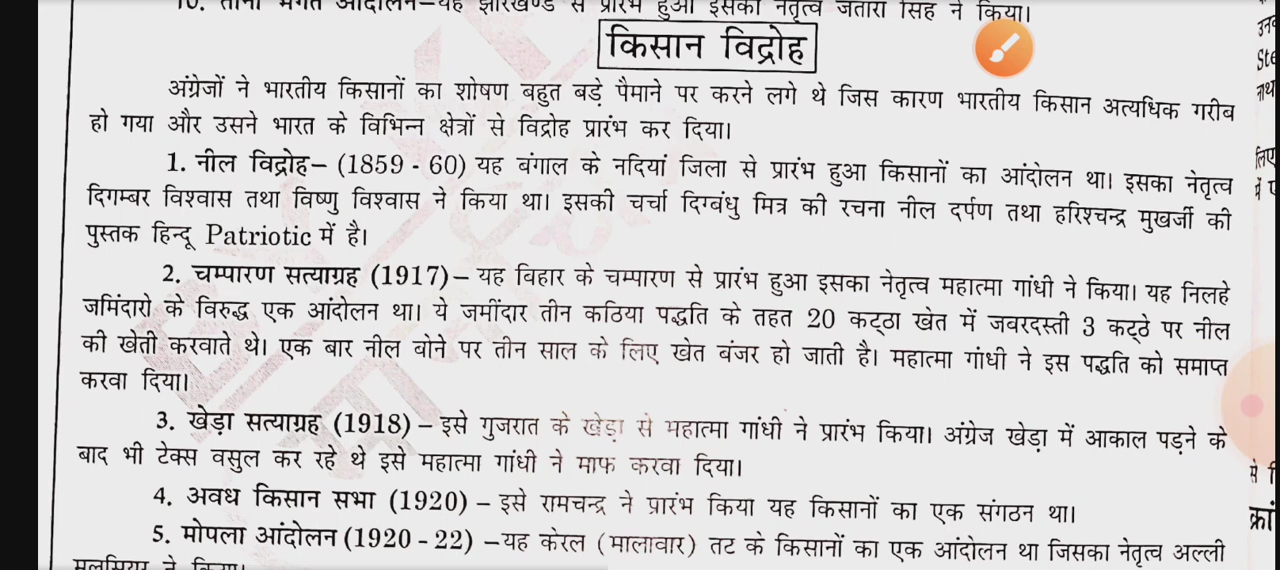 10. ताना भगत आंदोलन–यह झारखण्ड से प्रारंभ हुआ इसका नेतृत्व जतारा सिंह ने किया।
किसान विद्रोह
अंग्रेजों ने भारतीय किसानों का शोषण बहुत बड़े पैमाने पर करने लगे थे जिस कारण भारतीय किसान अत्यधिक गरीब
हो गया और उसने भारत के विभिन्न क्षेत्रों से विद्रोह प्रारंभ कर दिया।
1. नील विद्रोह– (1859 - 60) यह बंगाल के नदियां जिला से प्रारंभ हुआ किसानों का आंदोलन था। इसका नेतृत्व
दिगम्बर विश्वास तथा विष्णु विश्वास ने किया था। इसकी चर्चा दिग्बंधु मित्र की रचना नील दर्पण तथा हरिश्चन्द्र मुखर्जी की
पुस्तक हिन्दू Patriotic में है।
2. चम्पारण सत्याग्रह (1917)– यह विहार के चम्पारण से प्रारंभ हुआ इसका नेतृत्व महात्मा गांधी ने किया। यह निलहे
जमिंदारो के विरुद्ध एक आंदोलन था। ये जमींदार तीन कठिया पद्धति के तहत 20 कट्ठा खेत में जवरदस्ती 3 कट्ठे पर नील
की खेती करवाते थे। एक बार नील बोने पर तीन साल के लिए खेत बंजर हो जाती है। महात्मा गांधी ने इस पद्धति को समाप्त
करवा दिया।
3. खेड़ा सत्याग्रह (1918)– इसे गुजरात के खेड़ा से महात्मा गांधी ने प्रारंभ किया। अंग्रेज खेड़ा में आकाल पड़ने के
बाद भी टेक्स वसुल कर रहे थे इसे महात्मा गांधी ने माफ करवा दिया।
4. अवध किसान सभा (1920) – इसे रामचन्द्र ने प्रारंभ किया यह किसानों का एक संगठन था।
5. मोपला आंदोलन (1920 - 22) –यह केरल (मालावार) तट के किसानों का एक आंदोलन था जिसका नेतृत्व अल्ली
ने किया।
Ste
नाथ
लिए
से